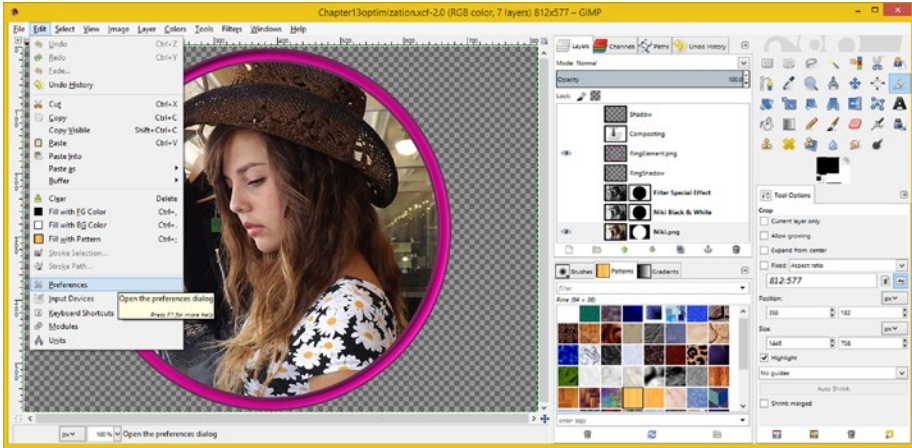 Chapter13optimization.xcf-2.0 (RGB color, 7 layers) 812x577 – GIMP
File Edit Select View Image Layer Colors Tools Filters Windows Help
Undo Ctrl+Z
Redo Ctrl+Y
Fade...
Undo History
Cut Ctrl+X
Copy Ctrl+C
Copy Visible Shift+Ctrl+C
Paste Ctrl+V
Paste Into
Paste as
Buffer
Clear Delete
Fill with FG Color Ctrl+,
Fill with BG Color Ctrl+.
Fill with Pattern Ctrl+;
Stroke Selection...
Stroke Path...
Preferences
Input Devices
Keyboard Shortcuts
Modules
Units
Open the preferences dialog
Press F1 for more help
px 100 % Open the preferences dialog
Layers Channels Paths Undo History
Mode: Normal
Opacity 100.0
Lock:
Shadow
Compositing
RingElement.png
RingShadow
Filter Special Effect
Niki Black & White
Niki.png
Brushes Patterns Gradients
filter
Pine (64 × 38)
enter tags
Tool Options
Crop
Current layer only
Allow growing
Expand from center
Fixed: Aspect ratio
812:577
Position: px
356 182
Size: px
Highlight
No guides
Auto Shrink
Shrink merged